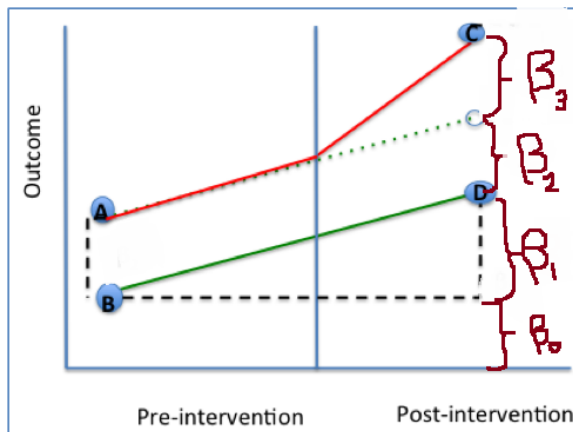 C
β3
Outcome
C
β2
A
D
β1
B
β0
Pre-intervention
Post-intervention